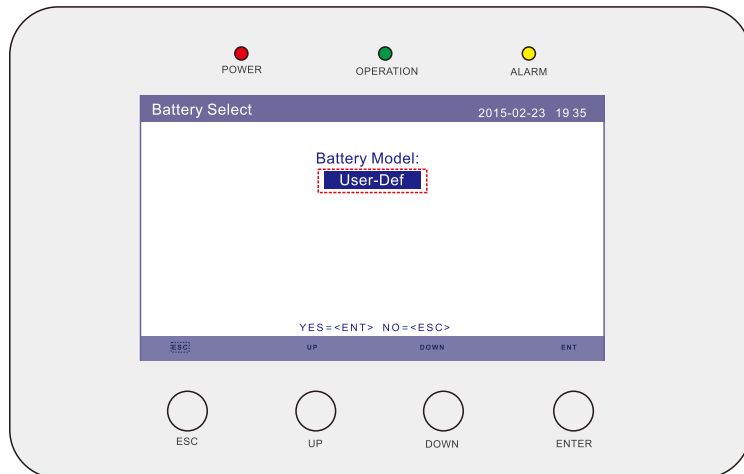 POWER OPERATION ALARM
Battery Select 2015-02-23 19 35
Battery Model:
User-Def
YES=<ENT> NO=<ESC>
ESC UP DOWN ENT
ESC UP DOWN ENTER